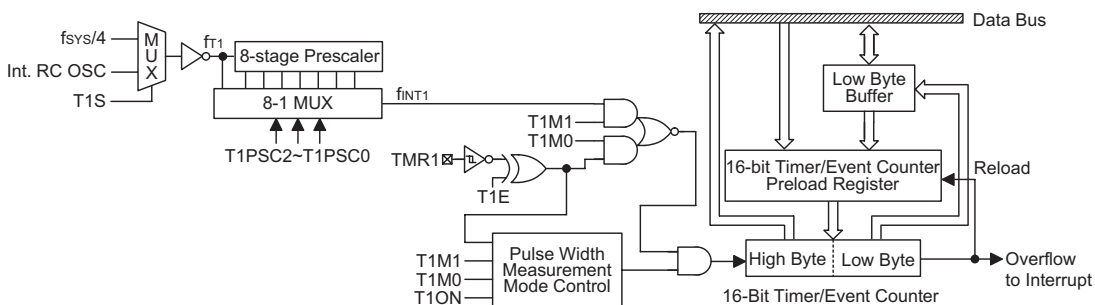 fSYS/4
Int. RC OSC
T1S
M
U
X
fT1
8-stage Prescaler
8-1 MUX
T1PSC2~T1PSC0
fINT1
T1M1
T1M0
TMR1
T1E
T1M1
T1M0
T1ON
Pulse Width
Measurement
Mode Control
Data Bus
Low Byte
Buffer
16-bit Timer/Event Counter
Preload Register
Reload
High Byte
Low Byte
16-Bit Timer/Event Counter
Overflow
to Interrupt